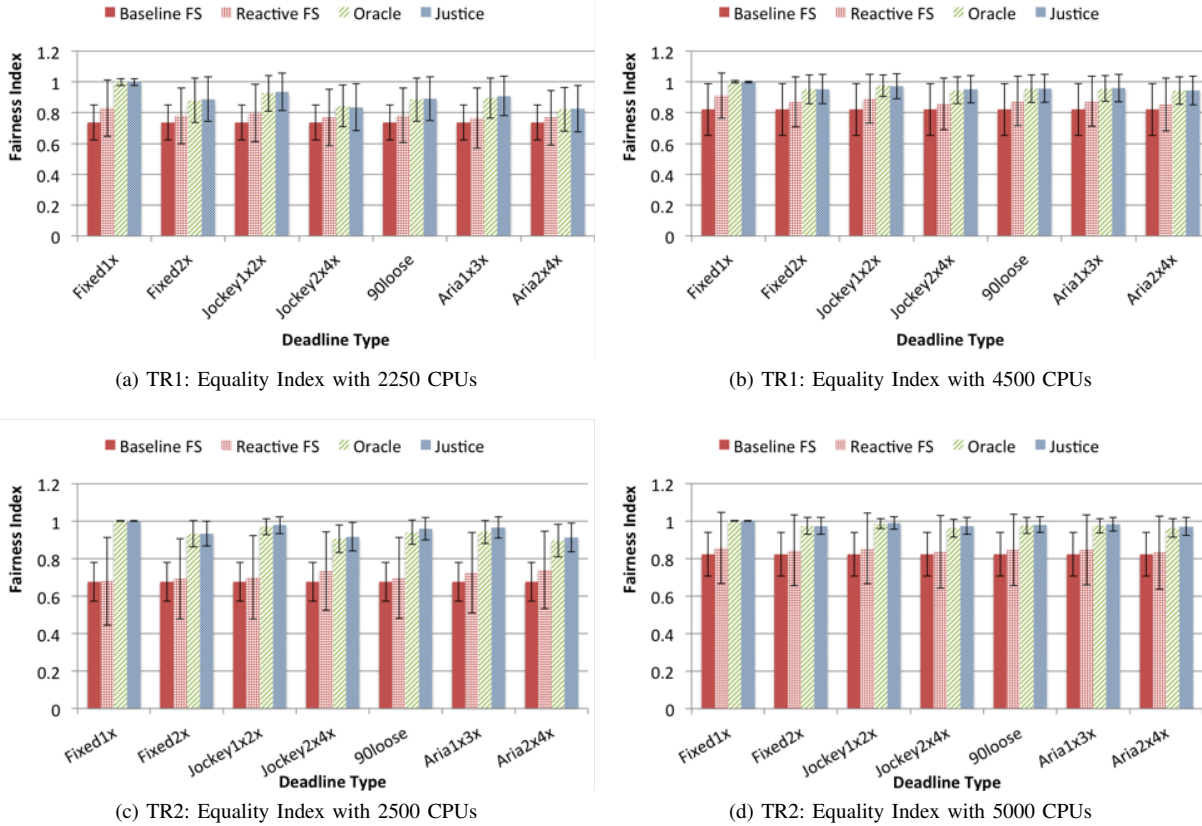 Baseline FS Reactive FS Oracle Justice
Fairness Index
1.2
1
0.8
0.6
0.4
0.2
0
Fixed1x Fixed2x Jockey1x2x Jockey2x4x 90loose Aria1x3x Aria2x4x
Deadline Type
(a) TR1: Equality Index with 2250 CPUs
Baseline FS Reactive FS Oracle Justice
Fairness Index
1.2
1
0.8
0.6
0.4
0.2
0
Fixed1x Fixed2x Jockey1x2x Jockey2x4x 90loose Aria1x3x Aria2x4x
Deadline Type
(b) TR1: Equality Index with 4500 CPUs
Baseline FS Reactive FS Oracle Justice
Fairness Index
1.2
1
0.8
0.6
0.4
0.2
0
Fixed1x Fixed2x Jockey1x2x Jockey2x4x 90loose Aria1x3x Aria2x4x
Deadline Type
(c) TR2: Equality Index with 2500 CPUs
Baseline FS Reactive FS Oracle Justice
Fairness Index
1.2
1
0.8
0.6
0.4
0.2
0
Fixed1x Fixed2x Jockey1x2x Jockey2x4x 90loose Aria1x3x Aria2x4x
Deadline Type
(d) TR2: Equality Index with 5000 CPUs